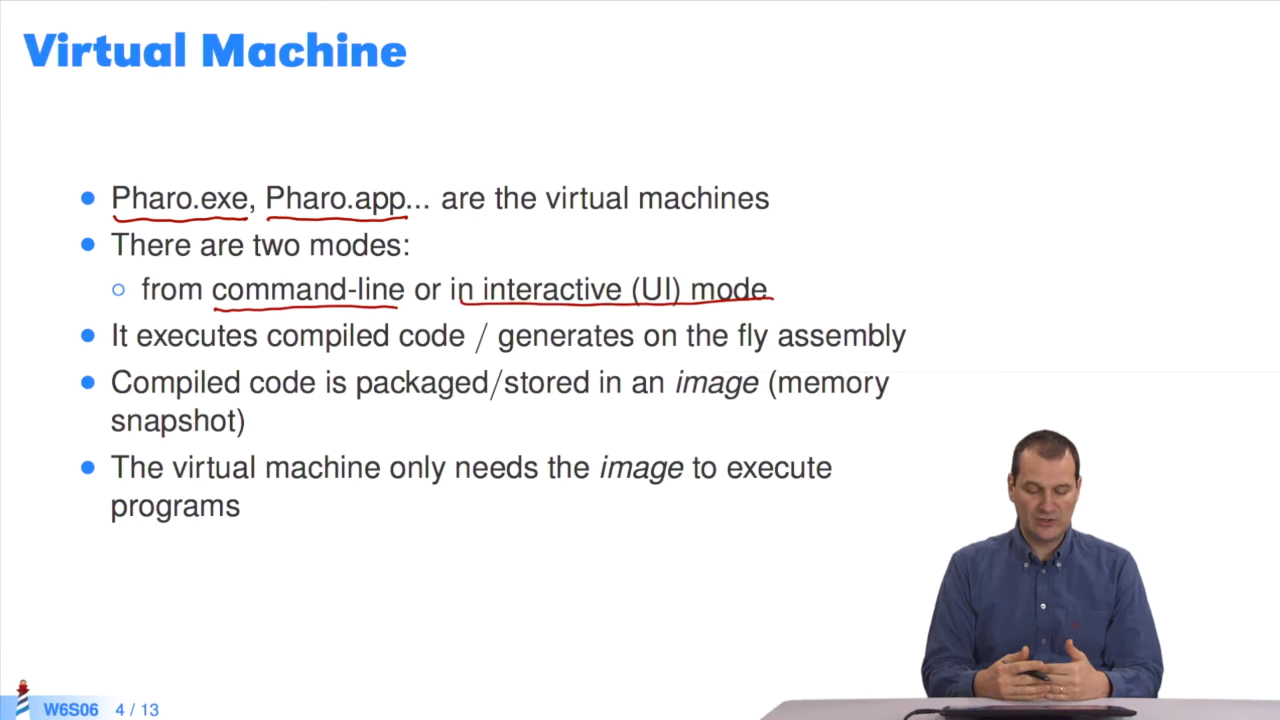 Virtual Machine
Pharo.exe, Pharo.app... are the virtual machines
There are two modes:
from command-line or in interactive (UI) mode
It executes compiled code / generates on the fly assembly
Compiled code is packaged/stored in an image (memory
snapshot)
The virtual machine only needs the image to execute
programs
W6S06 4 / 13